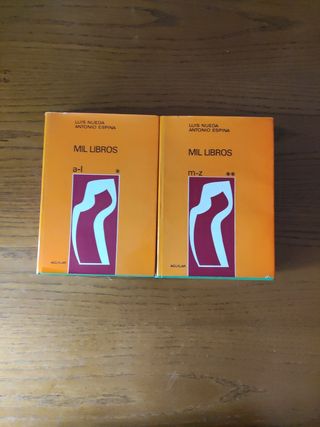 LUIS NUEDA
ANTONIO ESPINA
MIL LIBROS
a-l
*
AGUILAR
LUIS NUEDA
ANTONIO ESPINA
MIL LIBROS
m-z
**
AGUILAR